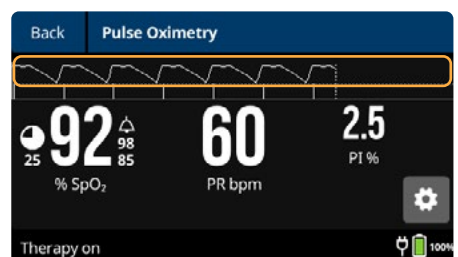 Back Pulse Oximetry
25 92 98 85 60 2.5
% SpO₂ PR bpm PI %
Therapy on 100%